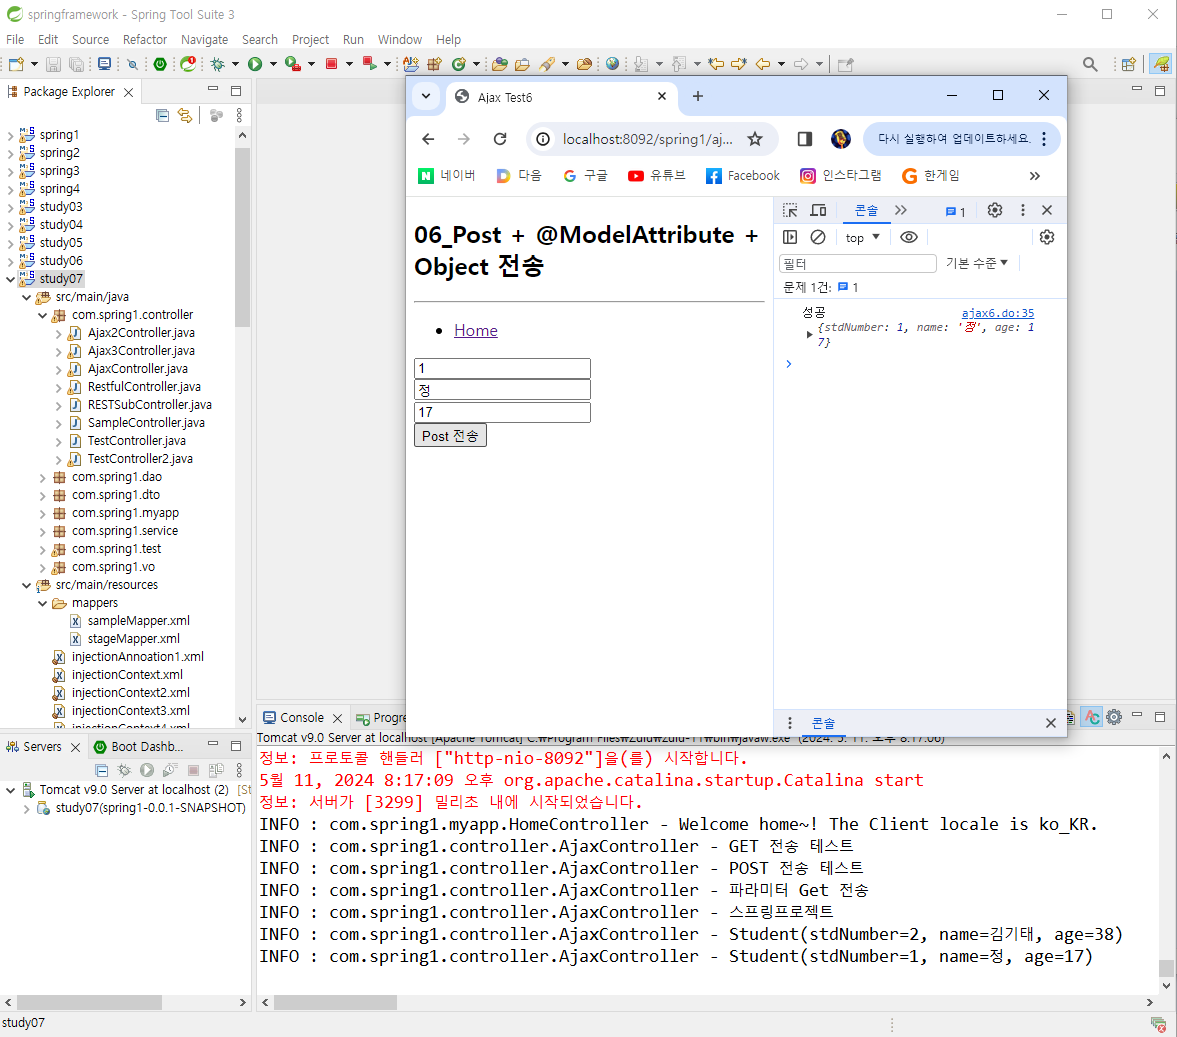 springframework - Spring Tool Suite 3
File Edit Source Refactor Navigate Search Project Run Window Help
Package Explorer
spring1
spring2
spring3
spring4
study03
study04
study05
study06
study07
src/main/java
com.spring1.controller
Ajax2Controller.java
Ajax3Controller.java
AjaxController.java
RestfulController.java
RESTSubController.java
SampleController.java
TestController.java
TestController2.java
com.spring1.dao
com.spring1.dto
com.spring1.myapp
com.spring1.service
com.spring1.test
com.spring1.vo
src/main/resources
mappers
sampleMapper.xml
stageMapper.xml
injectionAnnoation1.xml
injectionContext.xml
injectionContext2.xml
injectionContext3.xml
injectionContext4.xml
Ajax Test6
localhost:8092/spring1/aj...
다시 실행하여 업데이트하세요.
네이버 다음 구글 유튜브 Facebook 인스타그램 한게임
06_Post + @ModelAttribute +
Object 전송
Home
1
정
17
Post 전송
콘솔 1
top
필터 기본 수준
문제 1건: 1
성공 ajax6.do:35
{stdNumber: 1, name: '정', age: 1
7}
콘솔
Servers Boot Dashb...
Tomcat v9.0 Server at localhost (2) [St
study07(spring1-0.0.1-SNAPSHOT)
Console Progre
Tomcat v9.0 Server at localhost [Apache Tomcat] C:₩Program Files₩Zulu₩zulu-11₩bin₩javaw.exe (2024. 5. 11. 오후 8:17:06)
정보: 프로토콜 핸들러 ["http-nio-8092"]을(를) 시작합니다.
5월 11, 2024 8:17:09 오후 org.apache.catalina.startup.Catalina start
정보: 서버가 [3299] 밀리초 내에 시작되었습니다.
INFO : com.spring1.myapp.HomeController - Welcome home~! The Client locale is ko_KR.
INFO : com.spring1.controller.AjaxController - GET 전송 테스트
INFO : com.spring1.controller.AjaxController - POST 전송 테스트
INFO : com.spring1.controller.AjaxController - 파라미터 Get 전송
INFO : com.spring1.controller.AjaxController - 스프링프로젝트
INFO : com.spring1.controller.AjaxController - Student(stdNumber=2, name=김기태, age=38)
INFO : com.spring1.controller.AjaxController - Student(stdNumber=1, name=정, age=17)
study07